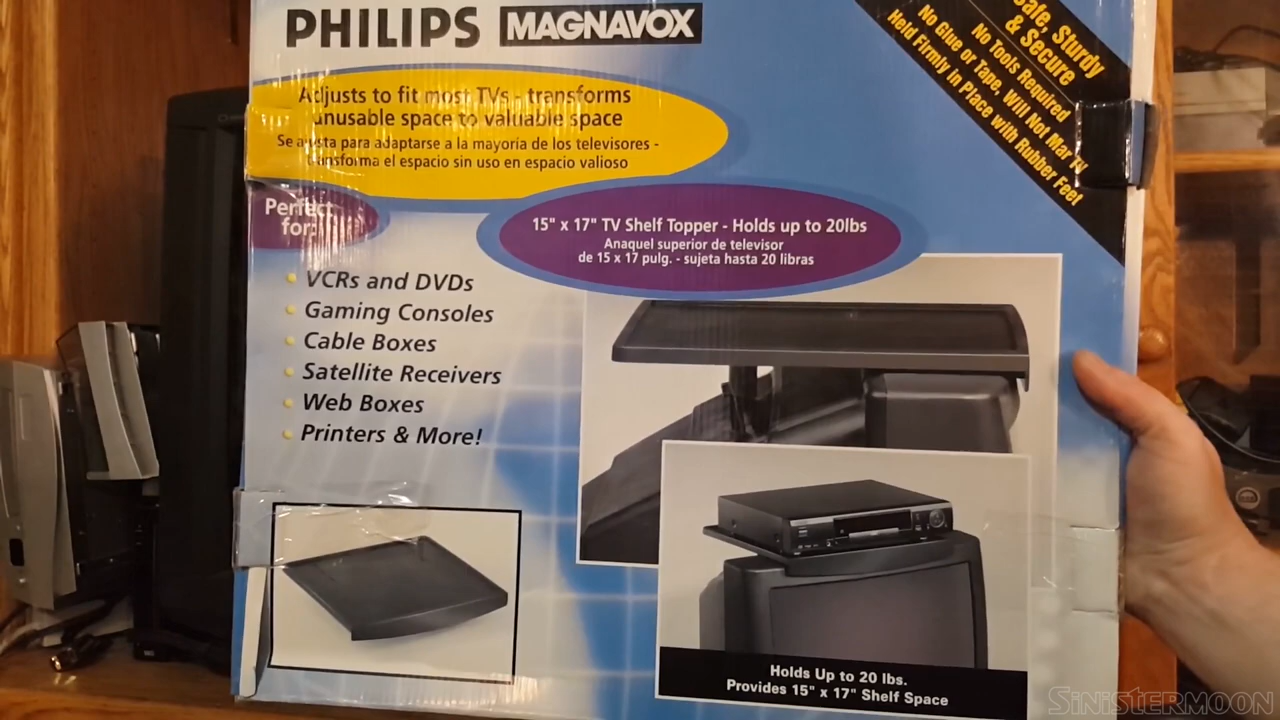 PHILIPS MAGNAVOX
Adjusts to fit most TVs - transforms
unusable space to valuable space
Se ajusta para adaptarse a la mayoría de los televisores -
transforma el espacio sin uso en espacio valioso
Safe, Sturdy
& Secure
No Tools Required
No Glue or Tape, Will Not Mar TV
Held Firmly in Place with Rubber Feet
15" x 17" TV Shelf Topper - Holds up to 20lbs
Anaquel superior de televisor
de 15 x 17 pulg. - sujeta hasta 20 libras
Perfect
for:
VCRs and DVDs
Gaming Consoles
Cable Boxes
Satellite Receivers
Web Boxes
Printers & More!
Holds Up to 20 lbs.
Provides 15" x 17" Shelf Space
SINISTERMOON